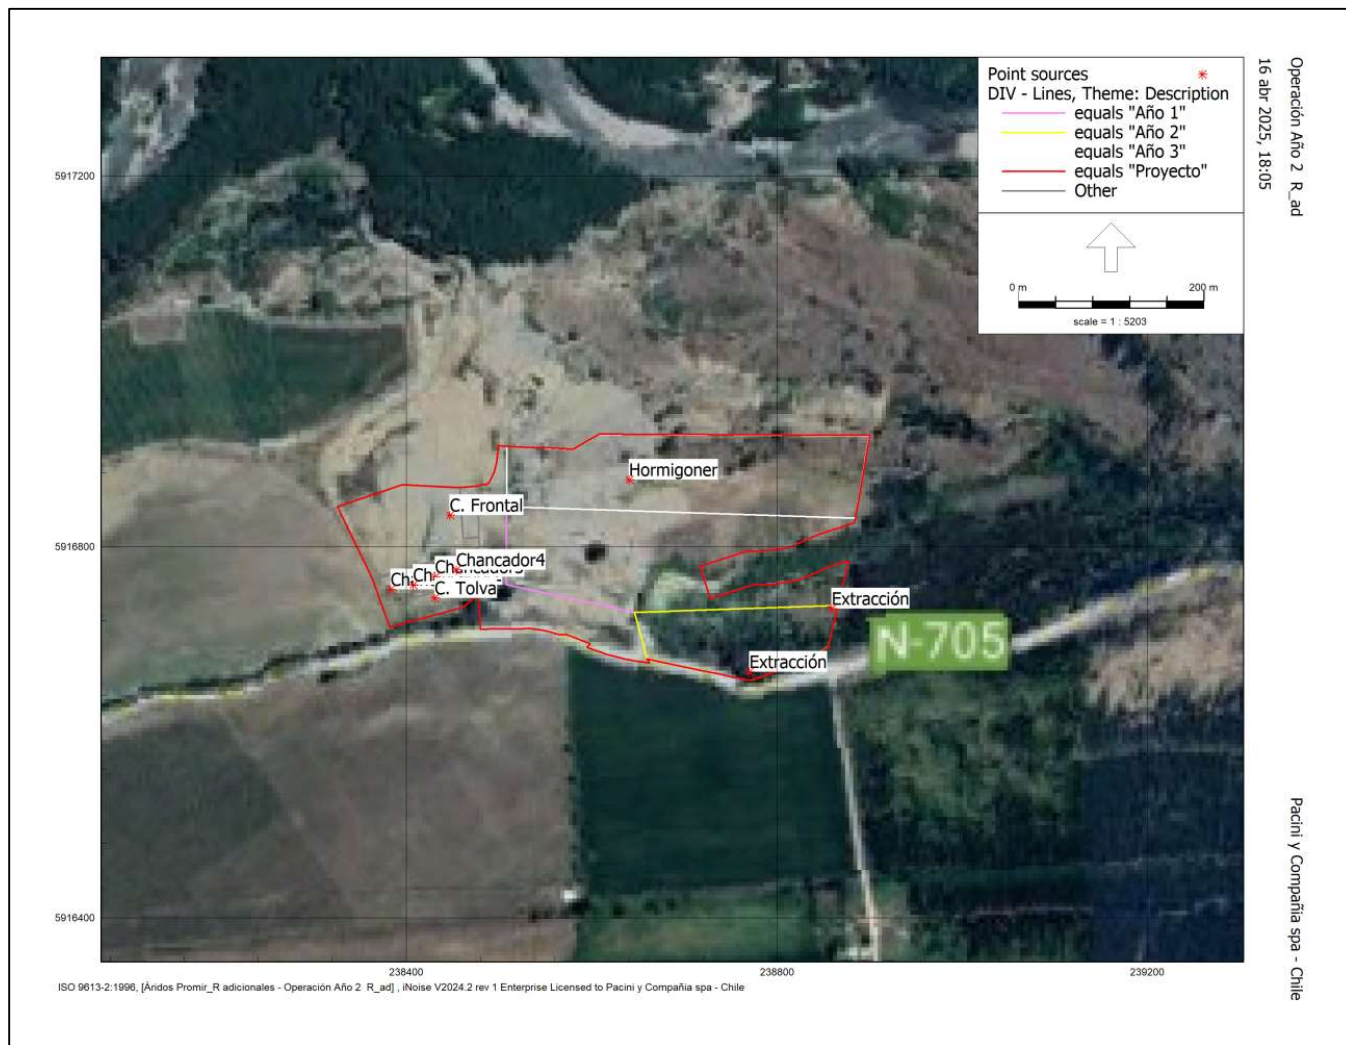 Point sources
DIV - Lines, Theme: Description
equals "Año 1"
equals "Año 2"
equals "Año 3"
equals "Proyecto"
Other
0 m 200 m
scale = 1 : 5203
Operación Año 2 R_ad
16 abr 2025, 18:05
5917200
Hormigoner
C. Frontal
5916800
Chancador4
C. Tolva
Extracción
N-705
Extracción
5916400
238400 238800 239200
ISO 9613-2:1996, [Áridos Promir_R adicionales - Operación Año 2 R_ad] , iNoise V2024.2 rev 1 Enterprise Licensed to Pacini y Compañia spa - Chile
Pacini y Compañia spa - Chile